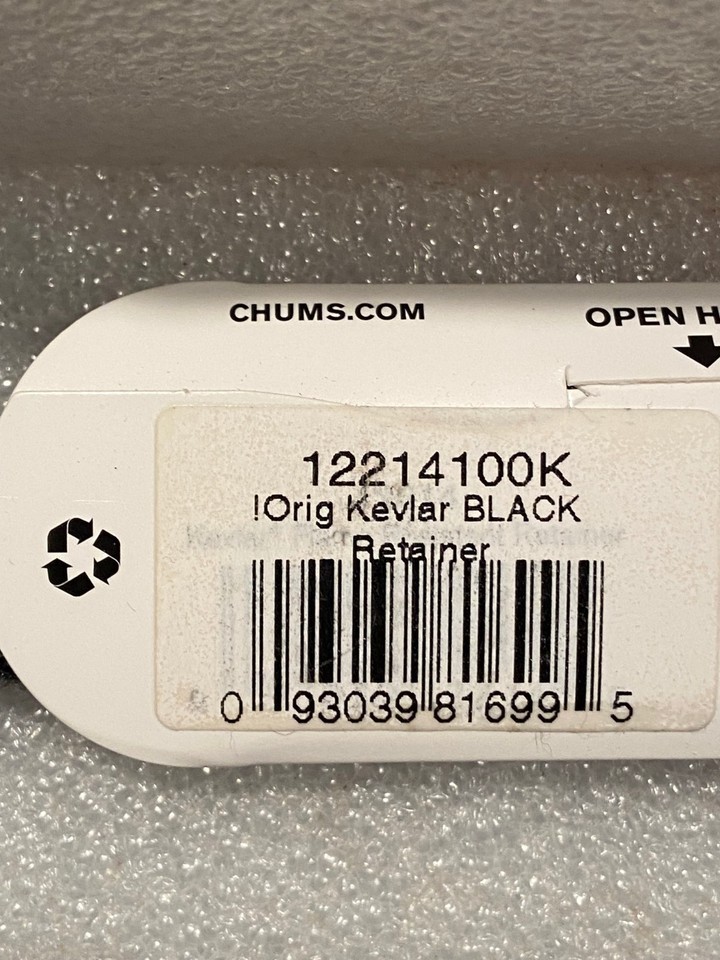 CHUMS.COM
OPEN H
12214100K
!Orig Kevlar BLACK
Retainer
0 93039 81699 5